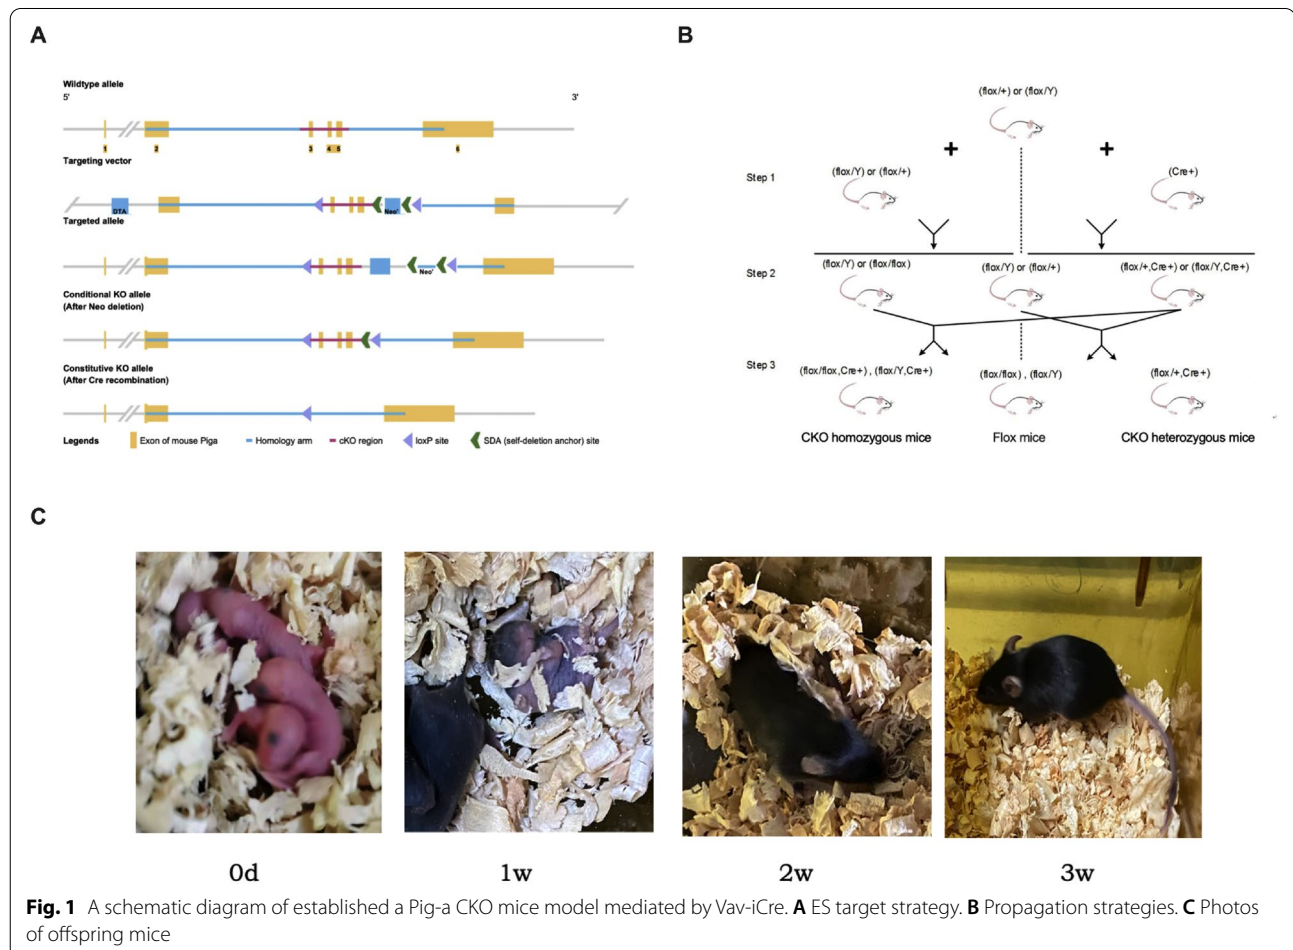 A
Wildtype allele
5'
3'
1
2
3
4
5
6
Targeting vector
DTA
Neo'
Targeted allele
Neo'
Conditional KO allele
(After Neo deletion)
Constitutive KO allele
(After Cre recombination)
Legends
Exon of mouse Piga
Homology arm
cKO region
loxP site
SDA (self-deletion anchor) site
B
(flox/+) or (flox/Y)
+
+
Step 1
(flox/Y) or (flox/+)
(Cre+)
Step 2
(flox/Y) or (flox/flox)
(flox/Y) or (flox/+)
(flox/+,Cre+) or (flox/Y,Cre+)
Step 3
(flox/flox,Cre+) , (flox/Y,Cre+)
(flox/flox) , (flox/Y)
(flox/+,Cre+)
CKO homozygous mice
Flox mice
CKO heterozygous mice
C
0d
1w
2w
3w
Fig. 1 A schematic diagram of established a Pig-a CKO mice model mediated by Vav-iCre. A ES target strategy. B Propagation strategies. C Photos
of offspring mice